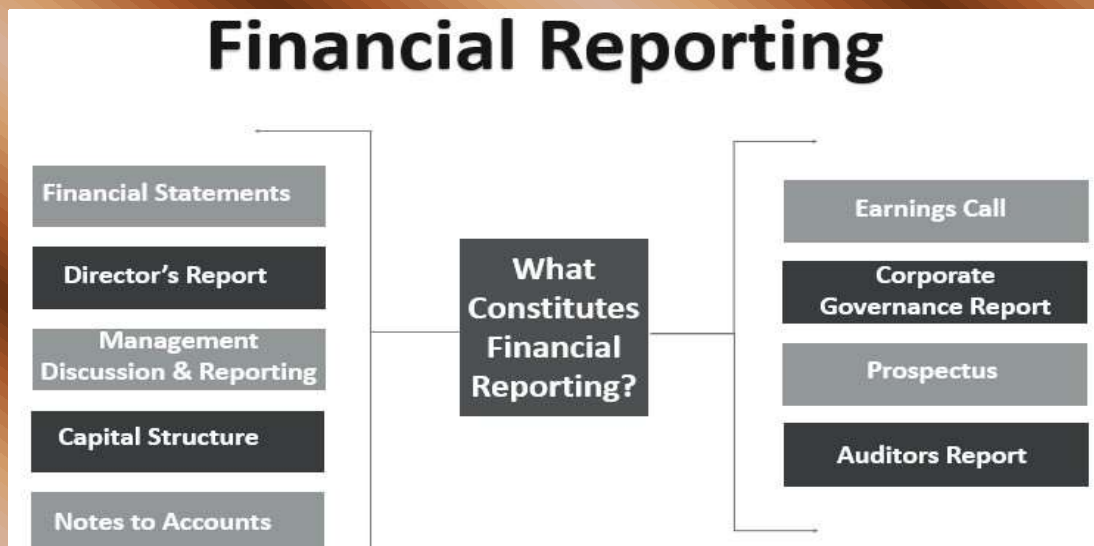 Financial Reporting
Financial Statements
Director's Report
Management
Discussion & Reporting
Capital Structure
Notes to Accounts
What
Constitutes
Financial
Reporting?
Earnings Call
Corporate
Governance Report
Prospectus
Auditors Report